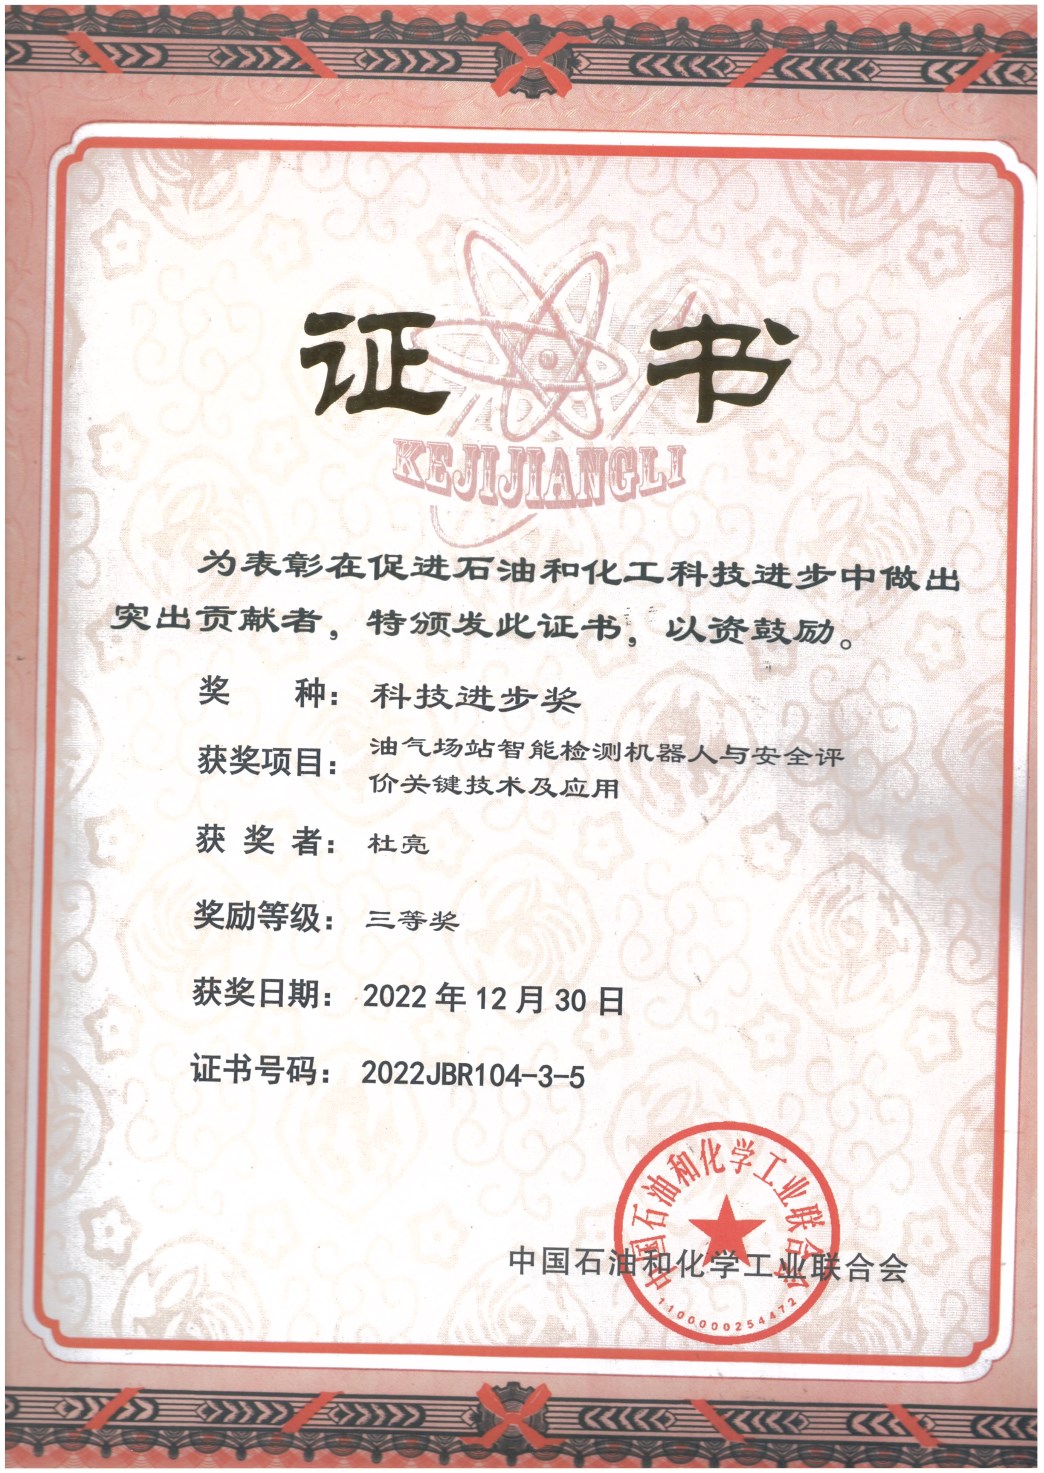 证 书
KEJIJIANGLI
为表彰在促进石油和化工科技进步中做出
突出贡献者，特颁发此证书，以资鼓励。
奖 种：科技进步奖
获奖项目：油气场站智能检测机器人与安全评
价关键技术及应用
获 奖 者：杜亮
奖励等级：三等奖
获奖日期：2022年12月30日
证书号码：2022JBR104-3-5
中国石油和化学工业联合会
中国石油和化学工业联合会
1100000254472